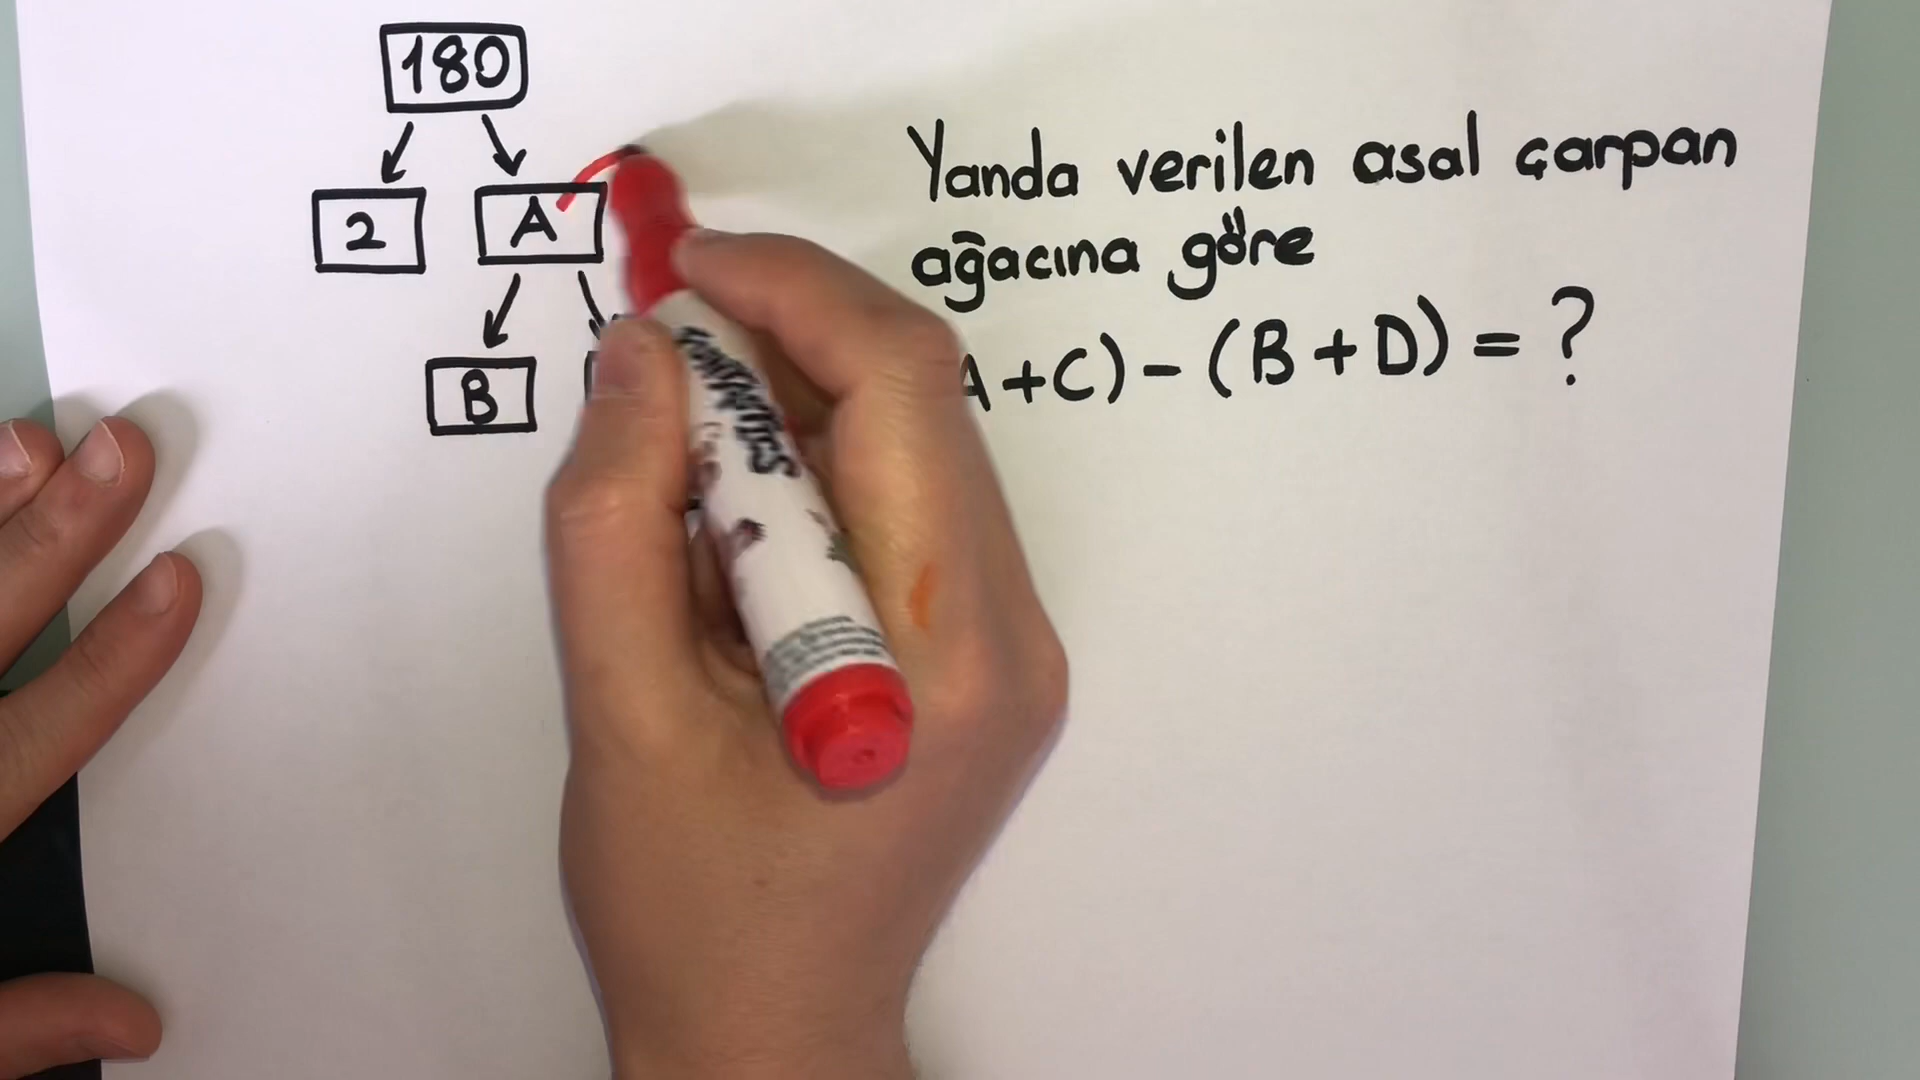 180
2 A
B
Yanda verilen asal çarpan
ağacına göre
A+C)-(B+D)=?